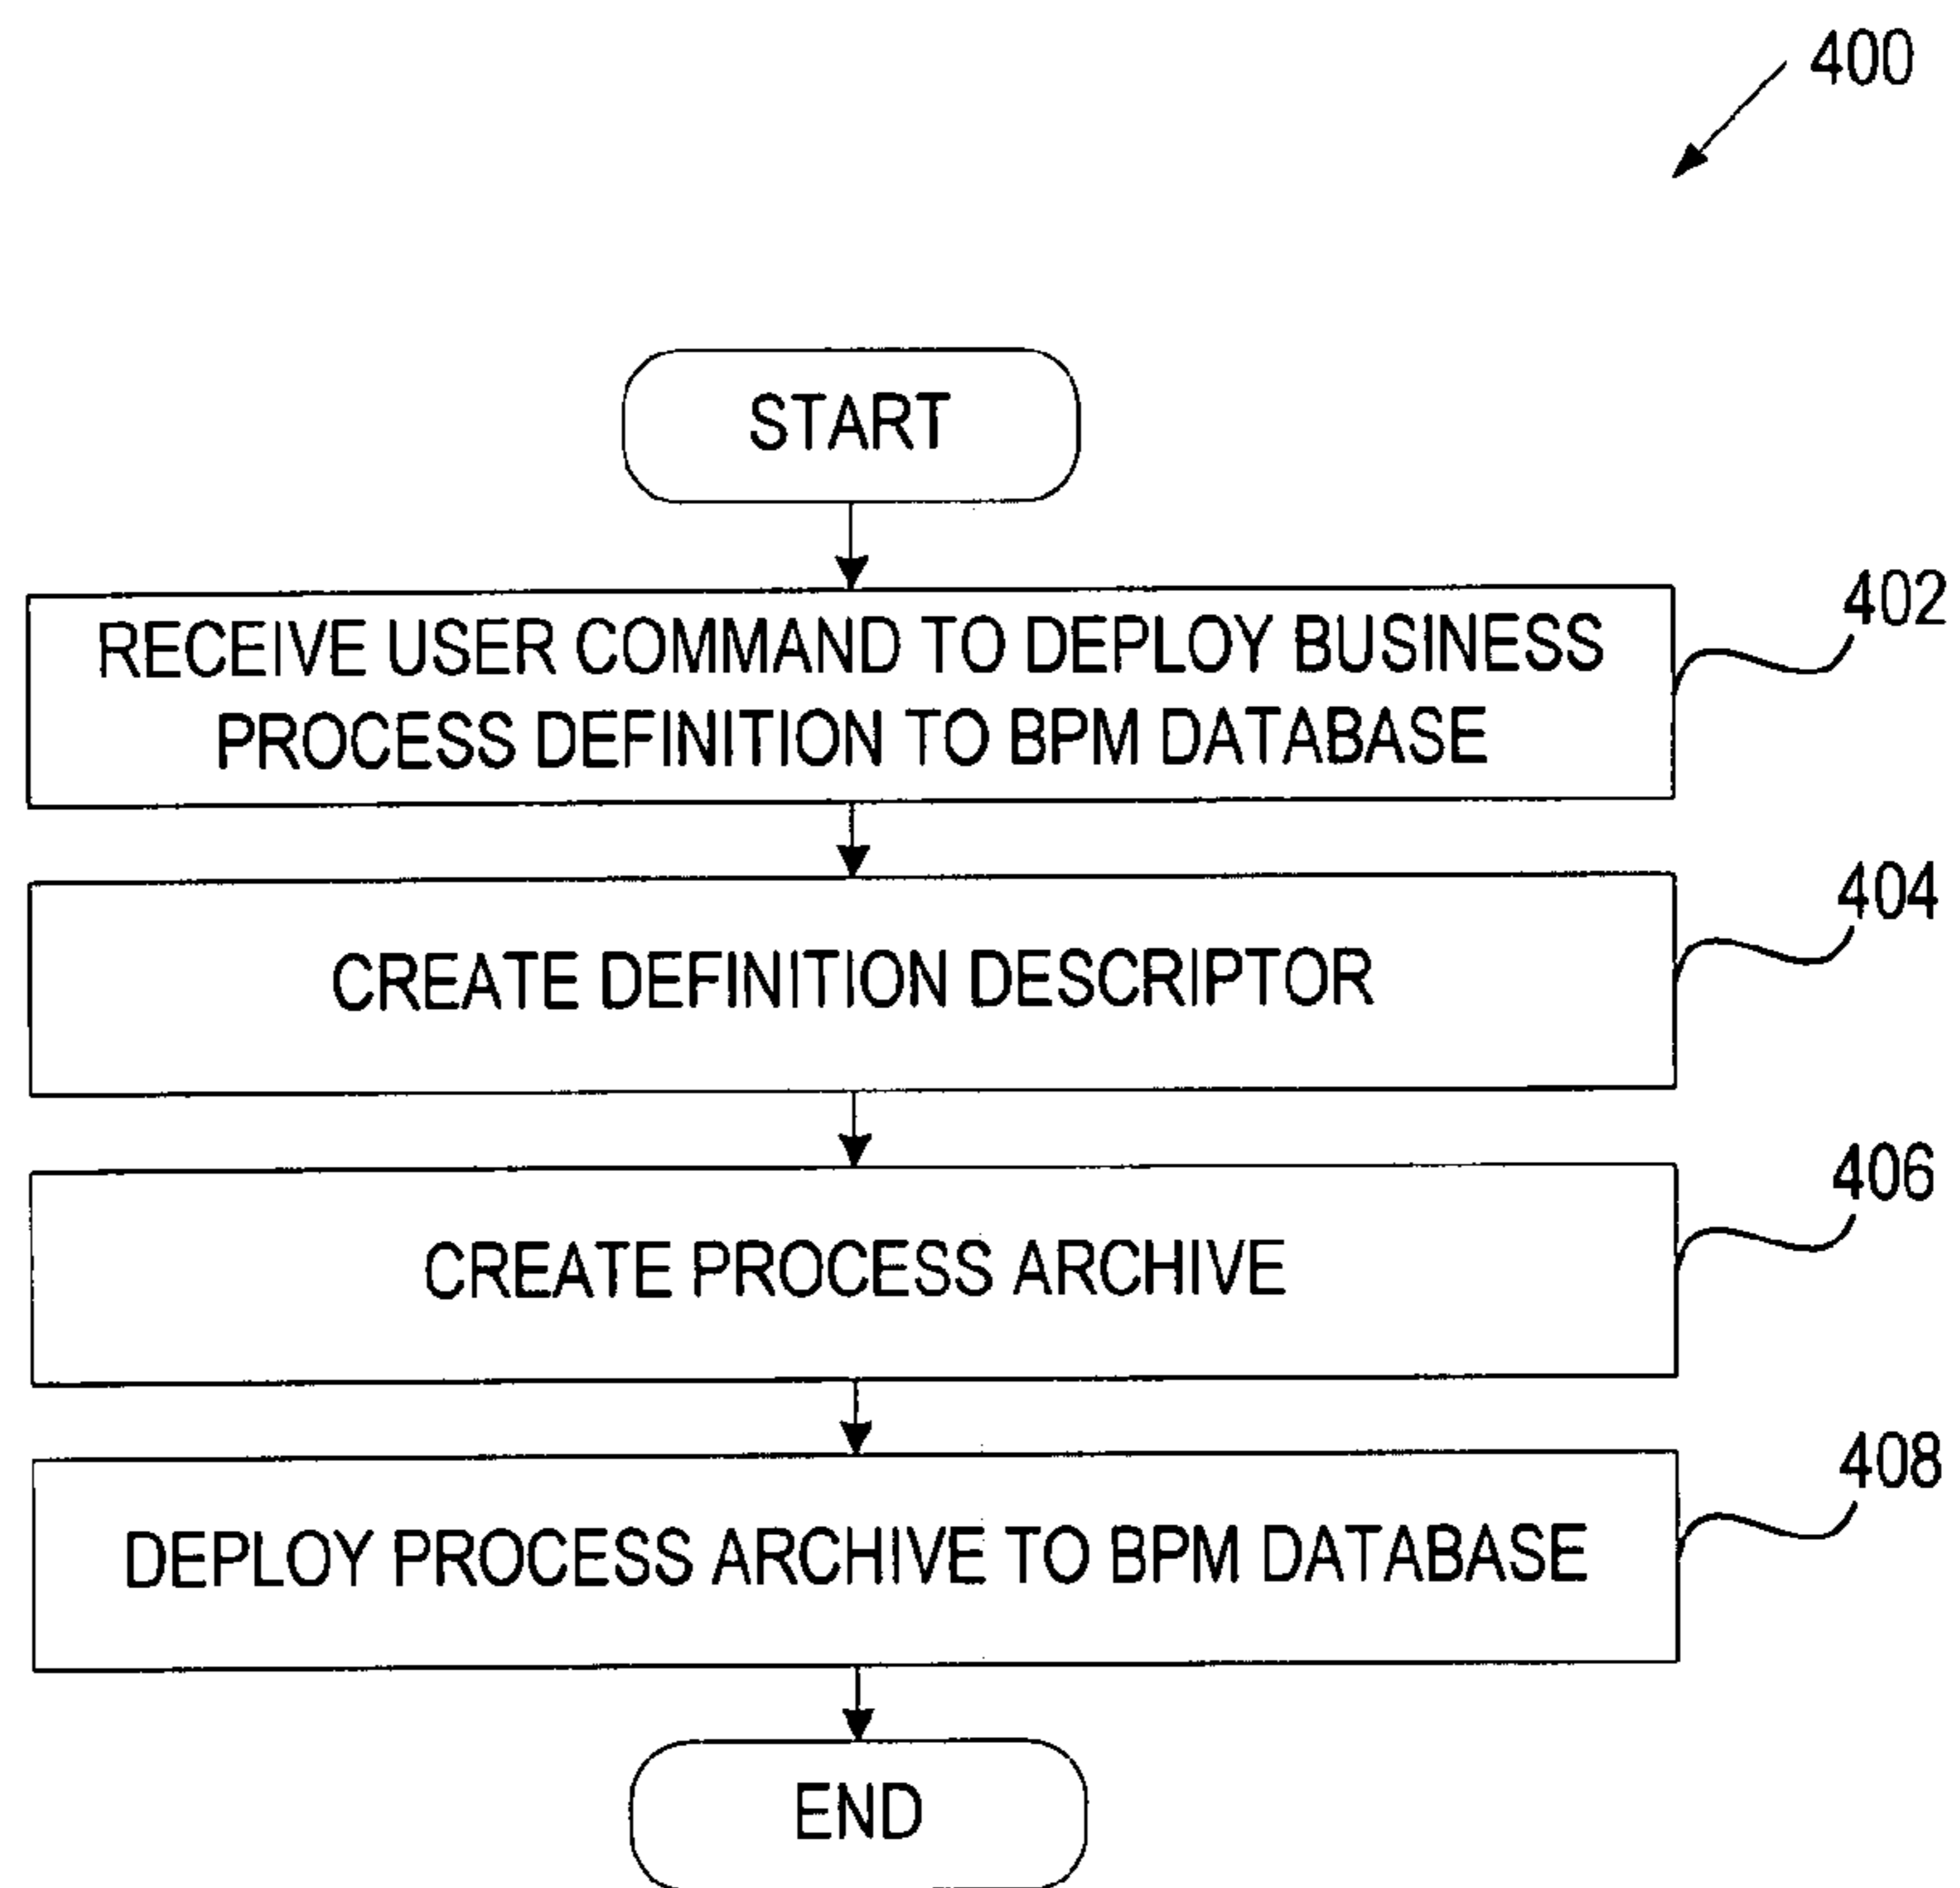 400
START
402
RECEIVE USER COMMAND TO DEPLOY BUSINESS
PROCESS DEFINITION TO BPM DATABASE
404
CREATE DEFINITION DESCRIPTOR
406
CREATE PROCESS ARCHIVE
408
DEPLOY PROCESS ARCHIVE TO BPM DATABASE
END